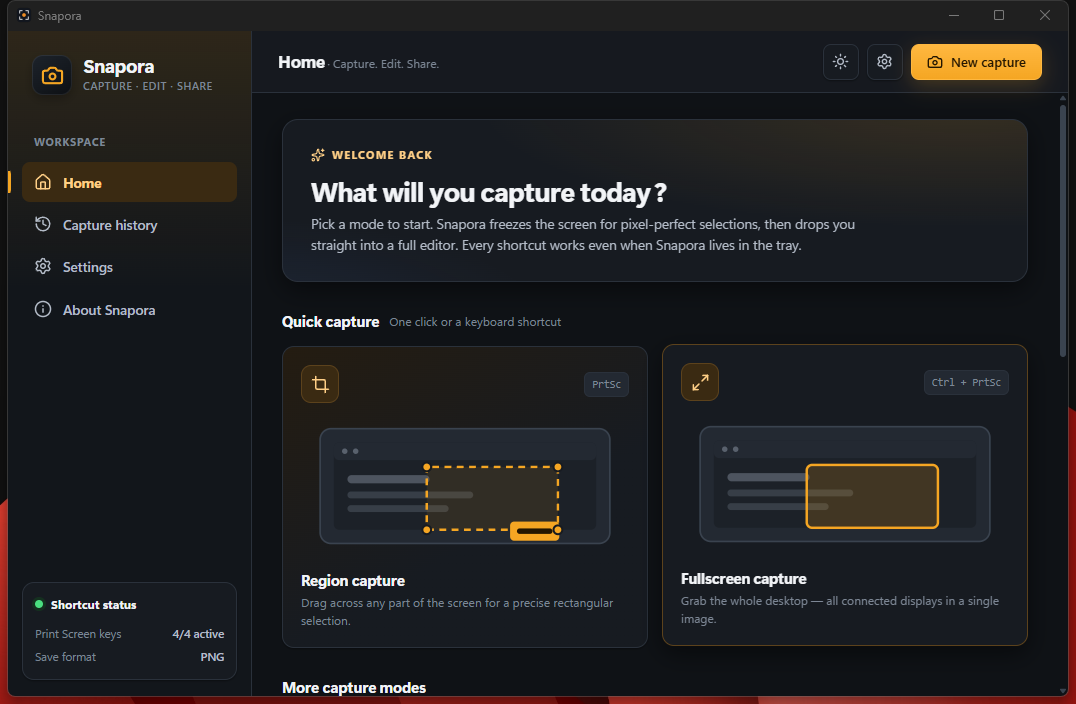 Snapora
Snapora
CAPTURE · EDIT · SHARE
WORKSPACE
Home
Capture history
Settings
About Snapora
Shortcut status
Print Screen keys 4/4 active
Save format PNG
Home · Capture. Edit. Share.
New capture
WELCOME BACK
What will you capture today?
Pick a mode to start. Snapora freezes the screen for pixel-perfect selections, then drops you
straight into a full editor. Every shortcut works even when Snapora lives in the tray.
Quick capture One click or a keyboard shortcut
PrtSc
Region capture
Drag across any part of the screen for a precise rectangular
selection.
Ctrl + PrtSc
Fullscreen capture
Grab the whole desktop — all connected displays in a single
image.
More capture modes